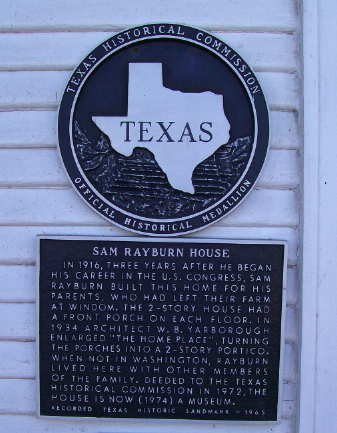 TEXAS HISTORICAL COMMISSION
TEXAS
OFFICIAL HISTORICAL MEDALLION
SAM RAYBURN HOUSE
IN 1916, THREE YEARS AFTER HE BEGAN
HIS CAREER IN THE U.S. CONGRESS, SAM
RAYBURN BUILT THIS HOME FOR HIS
PARENTS, WHO HAD LEFT THEIR FARM
AT WINDOM. THE 2-STORY HOUSE HAD
A FRONT PORCH ON EACH FLOOR. IN
1934 ARCHITECT W. B. YARBOROUGH
ENLARGED "THE HOME PLACE", TURNING
THE PORCHES INTO A 2-STORY PORTICO.
WHEN NOT IN WASHINGTON, RAYBURN
LIVED HERE WITH OTHER MEMBERS
OF THE FAMILY. DEEDED TO THE TEXAS
HISTORICAL COMMISSION IN 1972, THE
HOUSE IS NOW (1974) A MUSEUM.
RECORDED TEXAS HISTORIC LANDMARK - 1965